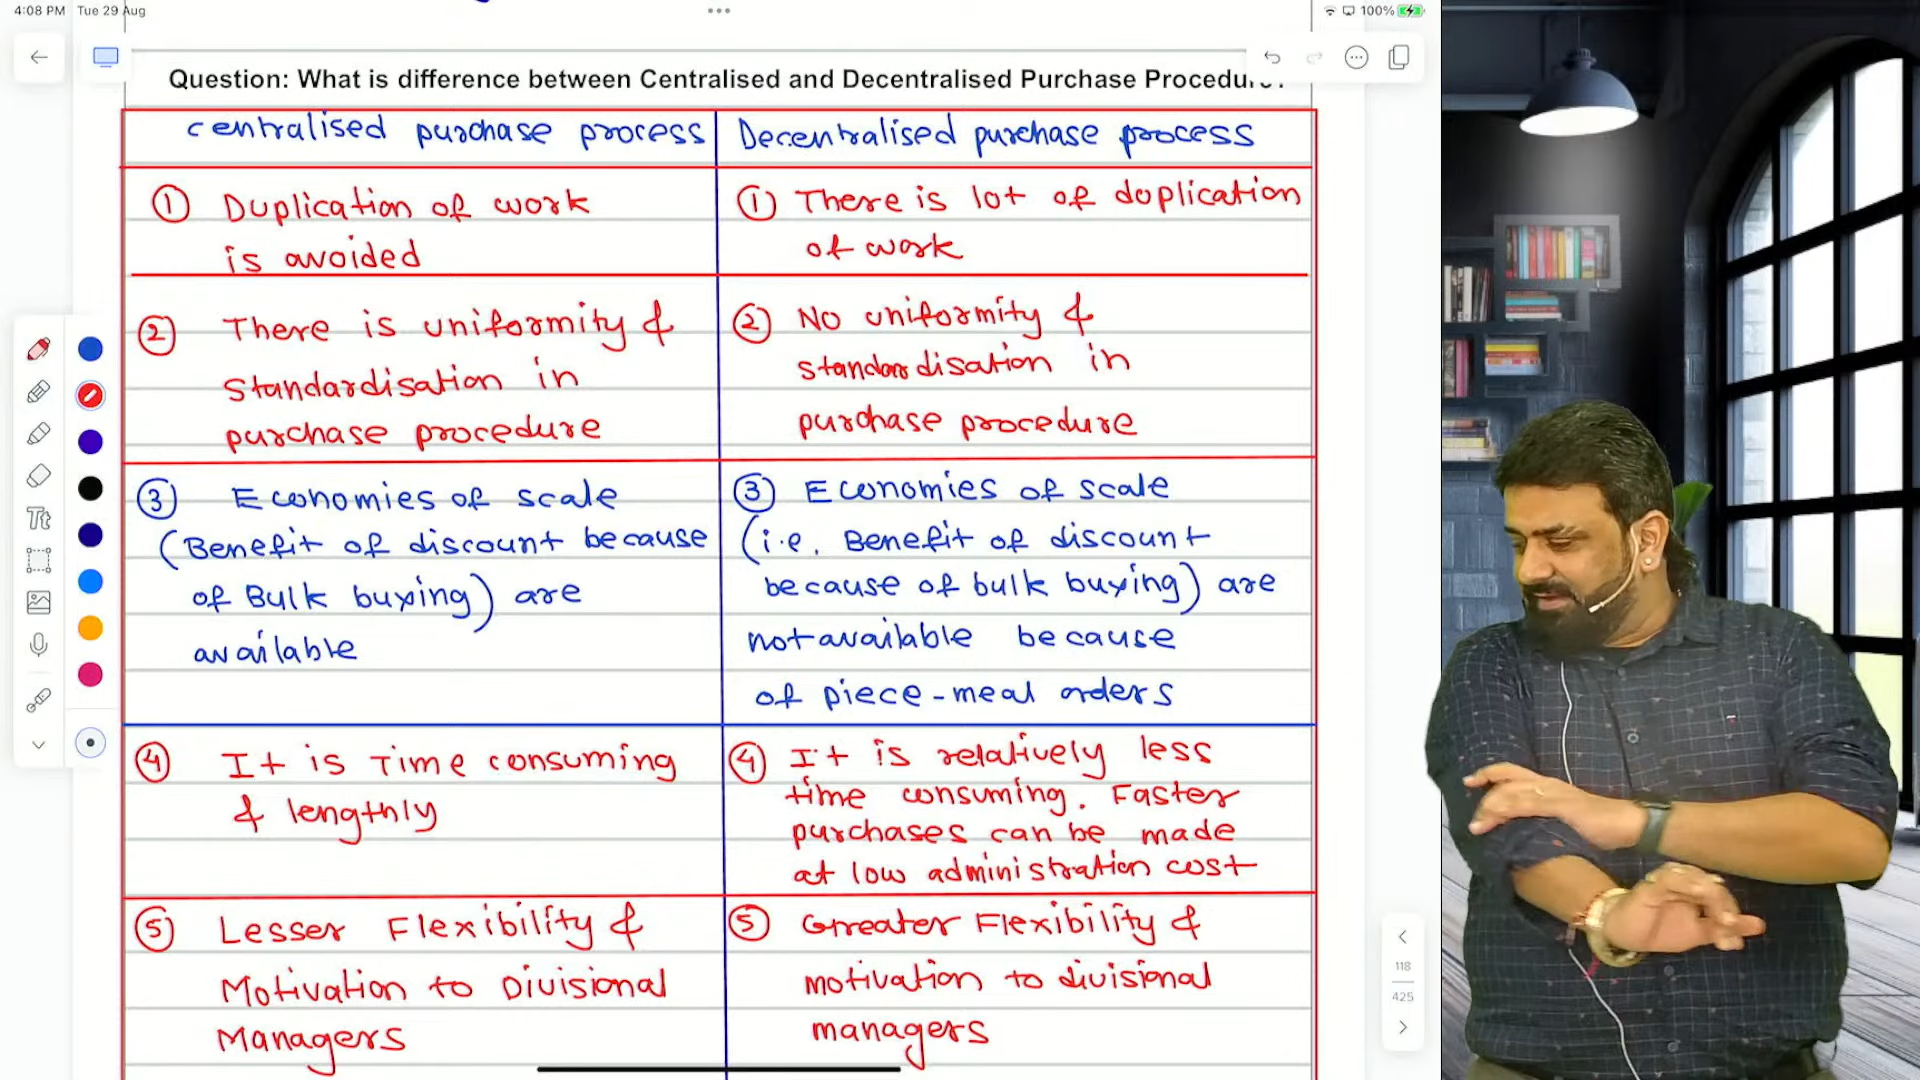 4:08 PM Tue 29 Aug
100%
Question: What is difference between Centralised and Decentralised Purchase Procedure?
centralised purchase process
Decentralised purchase process
① Duplication of work
is avoided
① There is lot of duplication
of work
② There is uniformity &
Standardisation in
purchase procedure
② No uniformity &
standardisation in
purchase procedure
③ Economies of scale
(Benefit of discount because
of Bulk buying) are
available
③ Economies of scale
(i.e. Benefit of discount
because of bulk buying) are
not available because
of piece-meal orders
④ It is Time consuming
& lengthly
④ It is relatively less
time consuming. Faster
purchases can be made
at low administration cost
⑤ Lesser Flexibility &
Motivation to Divisional
Managers
⑤ Greater Flexibility &
motivation to divisional
managers
Tt
118
425